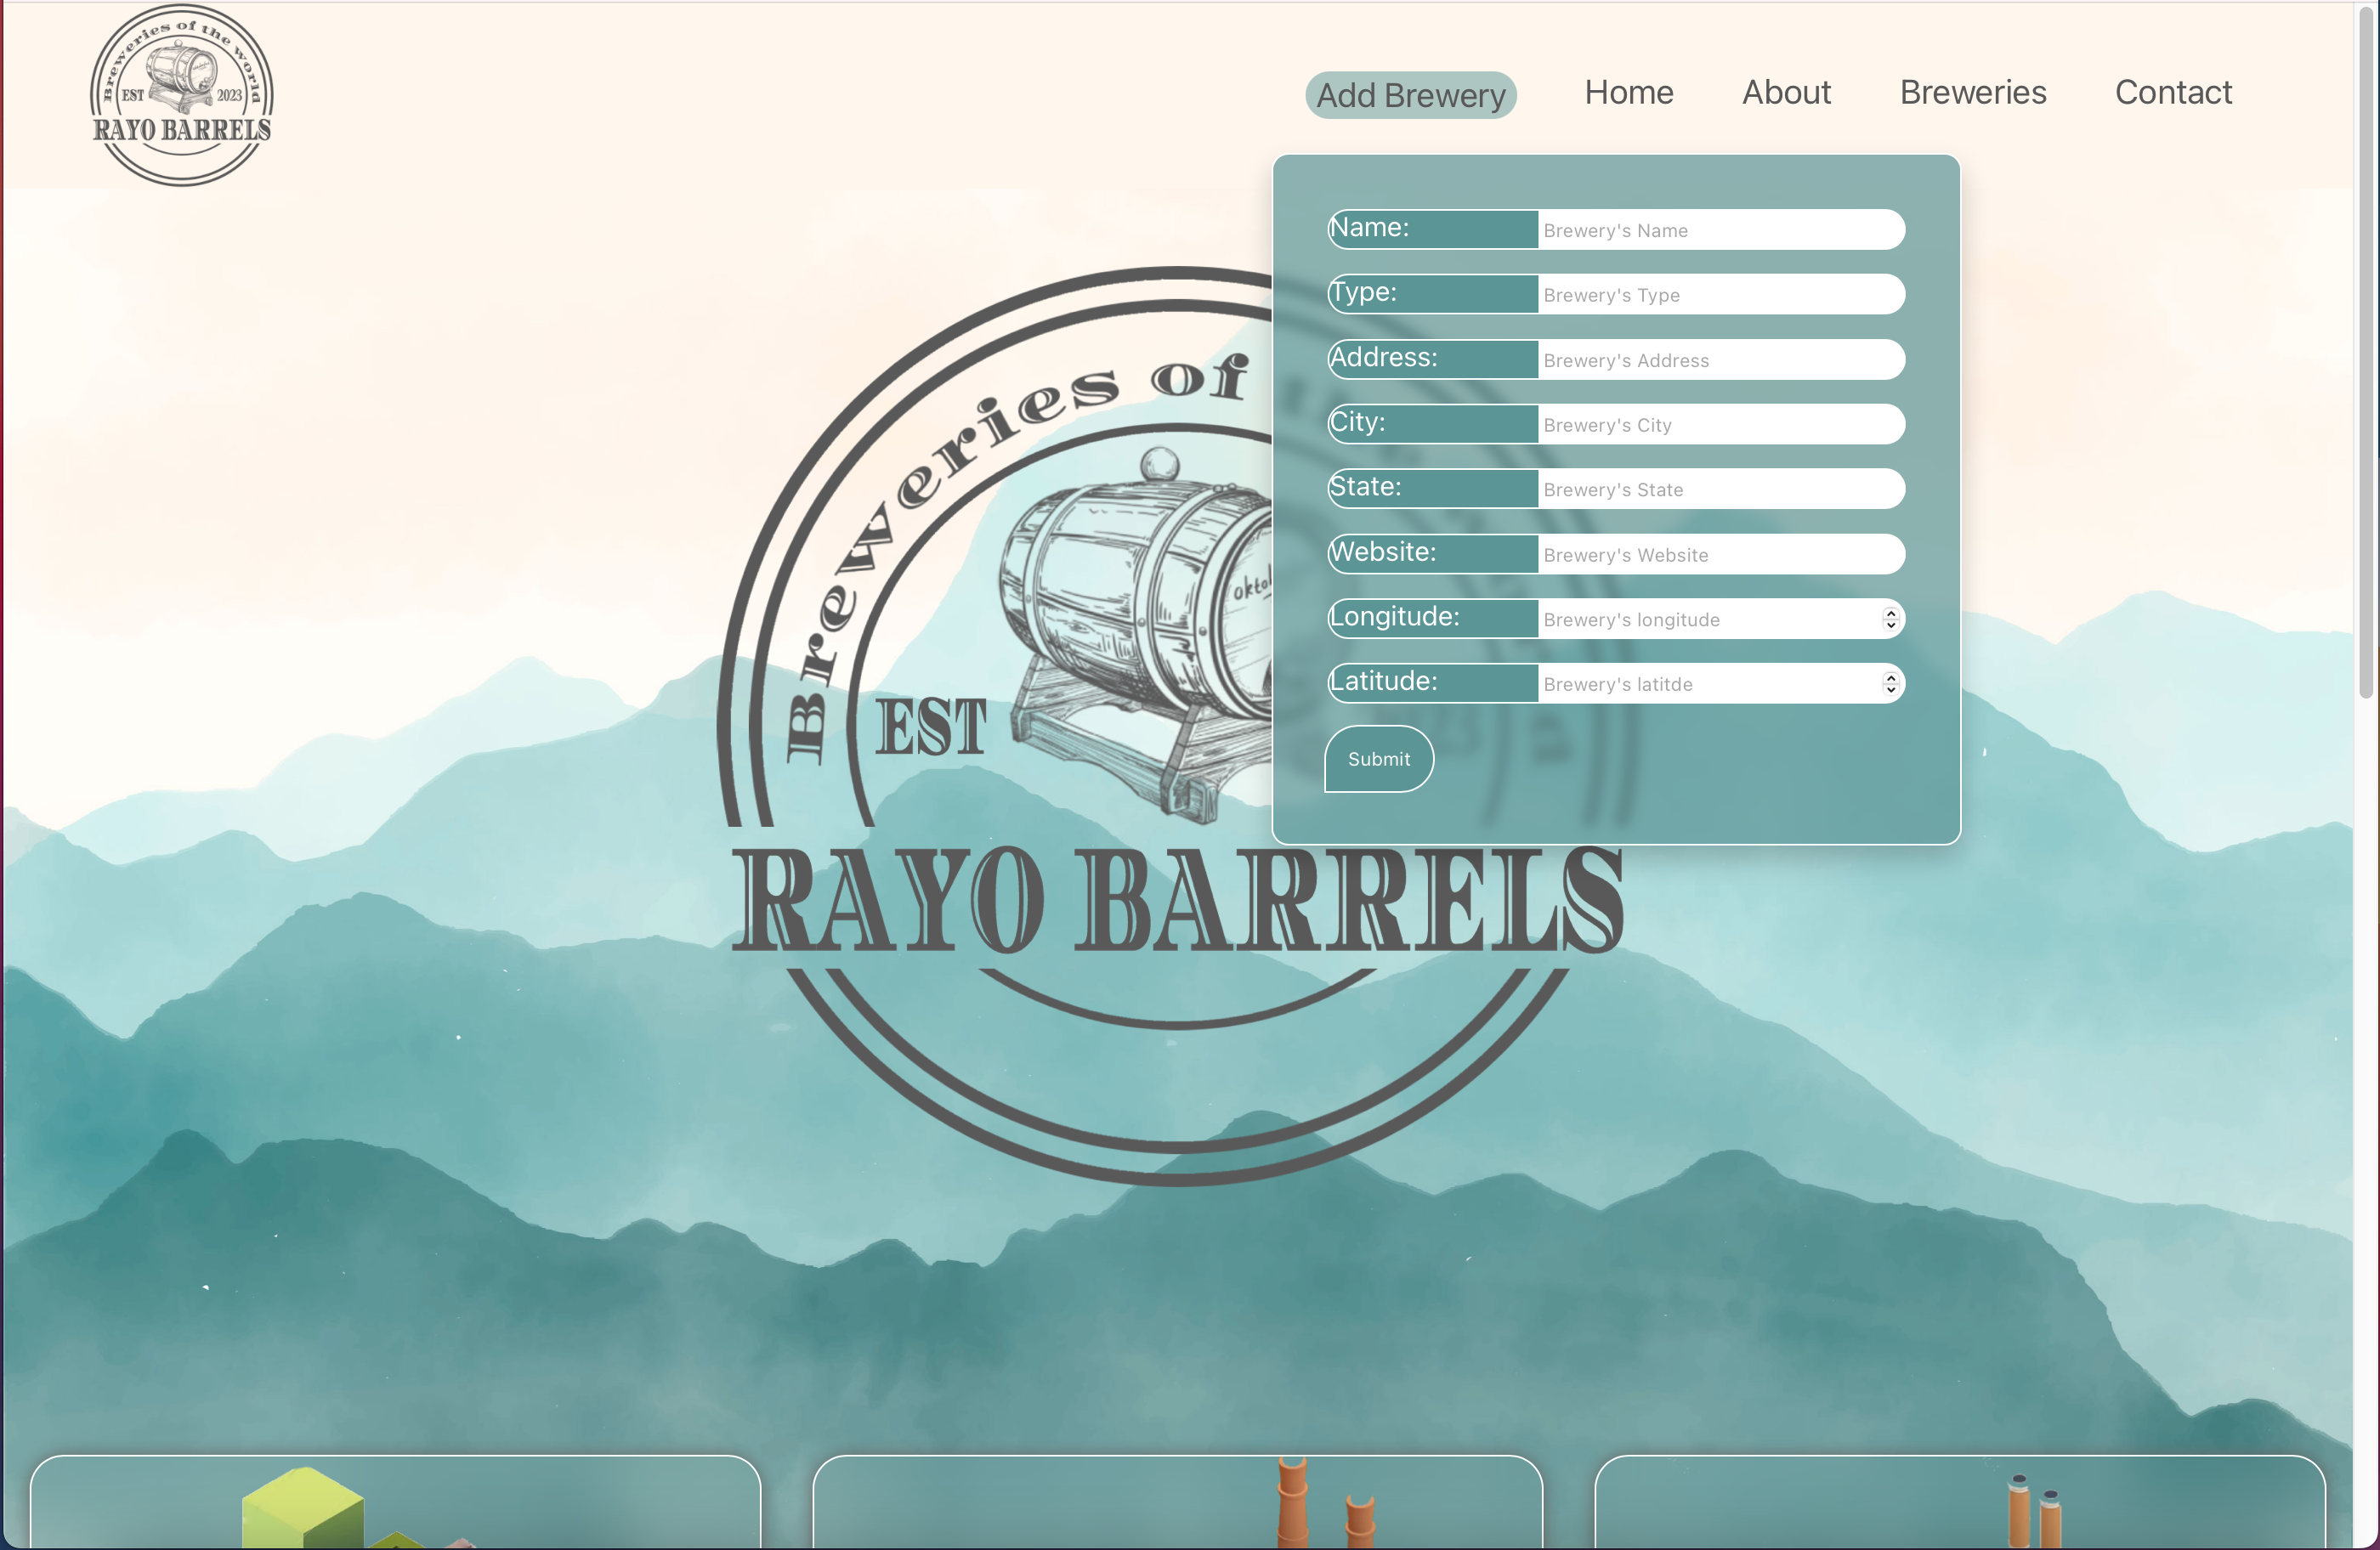 Breweries of the world
EST 2023
RAYO BARRELS
Add Brewery Home About Breweries Contact
Name: Brewery's Name
Type: Brewery's Type
Address: Brewery's Address
City: Brewery's City
State: Brewery's State
Website: Brewery's Website
Longitude: Brewery's longitude
Latitude: Brewery's latitde
Submit
Breweries of
EST
RAYO BARRELS